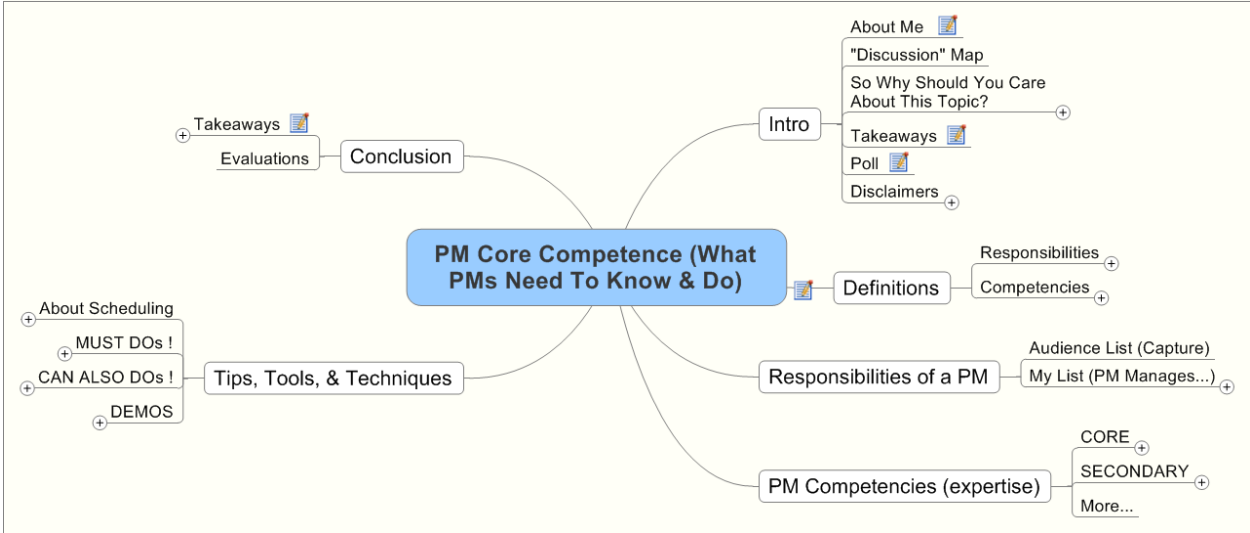 PM Core Competence (What
PMs Need To Know & Do)
Intro
About Me
"Discussion" Map
So Why Should You Care
About This Topic?
Takeaways
Poll
Disclaimers
Definitions
Responsibilities
Competencies
Responsibilities of a PM
Audience List (Capture)
My List (PM Manages...)
PM Competencies (expertise)
CORE
SECONDARY
More...
Tips, Tools, & Techniques
About Scheduling
MUST DOs !
CAN ALSO DOs !
DEMOS
Conclusion
Takeaways
Evaluations